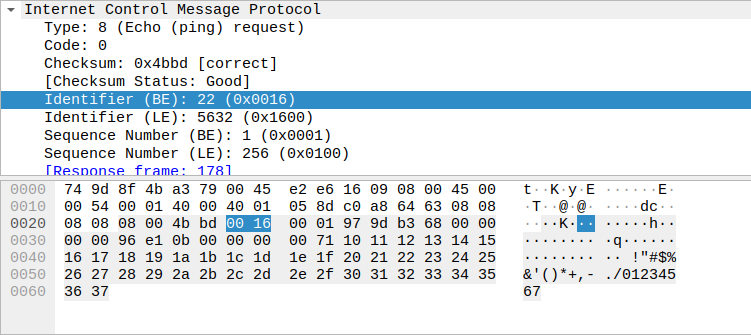 Internet Control Message Protocol
Type: 8 (Echo (ping) request)
Code: 0
Checksum: 0x4bbd [correct]
[Checksum Status: Good]
Identifier (BE): 22 (0x0016)
Identifier (LE): 5632 (0x1600)
Sequence Number (BE): 1 (0x0001)
Sequence Number (LE): 256 (0x0100)
[Response frame: 178]
0000 74 9d 8f 4b a3 79 00 45 e2 e6 16 09 08 00 45 00 t··K·y·E ······E·
0010 00 54 00 01 40 00 40 01 05 8d c0 a8 64 63 08 08 ·T··@·@· ····dc··
0020 08 08 08 00 4b bd 00 16 00 01 97 9d b3 68 00 00 ····K··· ·····h··
0030 00 00 96 e1 0b 00 00 00 00 71 10 11 12 13 14 15 ········ ·q······
0040 16 17 18 19 1a 1b 1c 1d 1e 1f 20 21 22 23 24 25 ········ ·· !"#$%
0050 26 27 28 29 2a 2b 2c 2d 2e 2f 30 31 32 33 34 35 &'()*+,- ./012345
0060 36 37 67